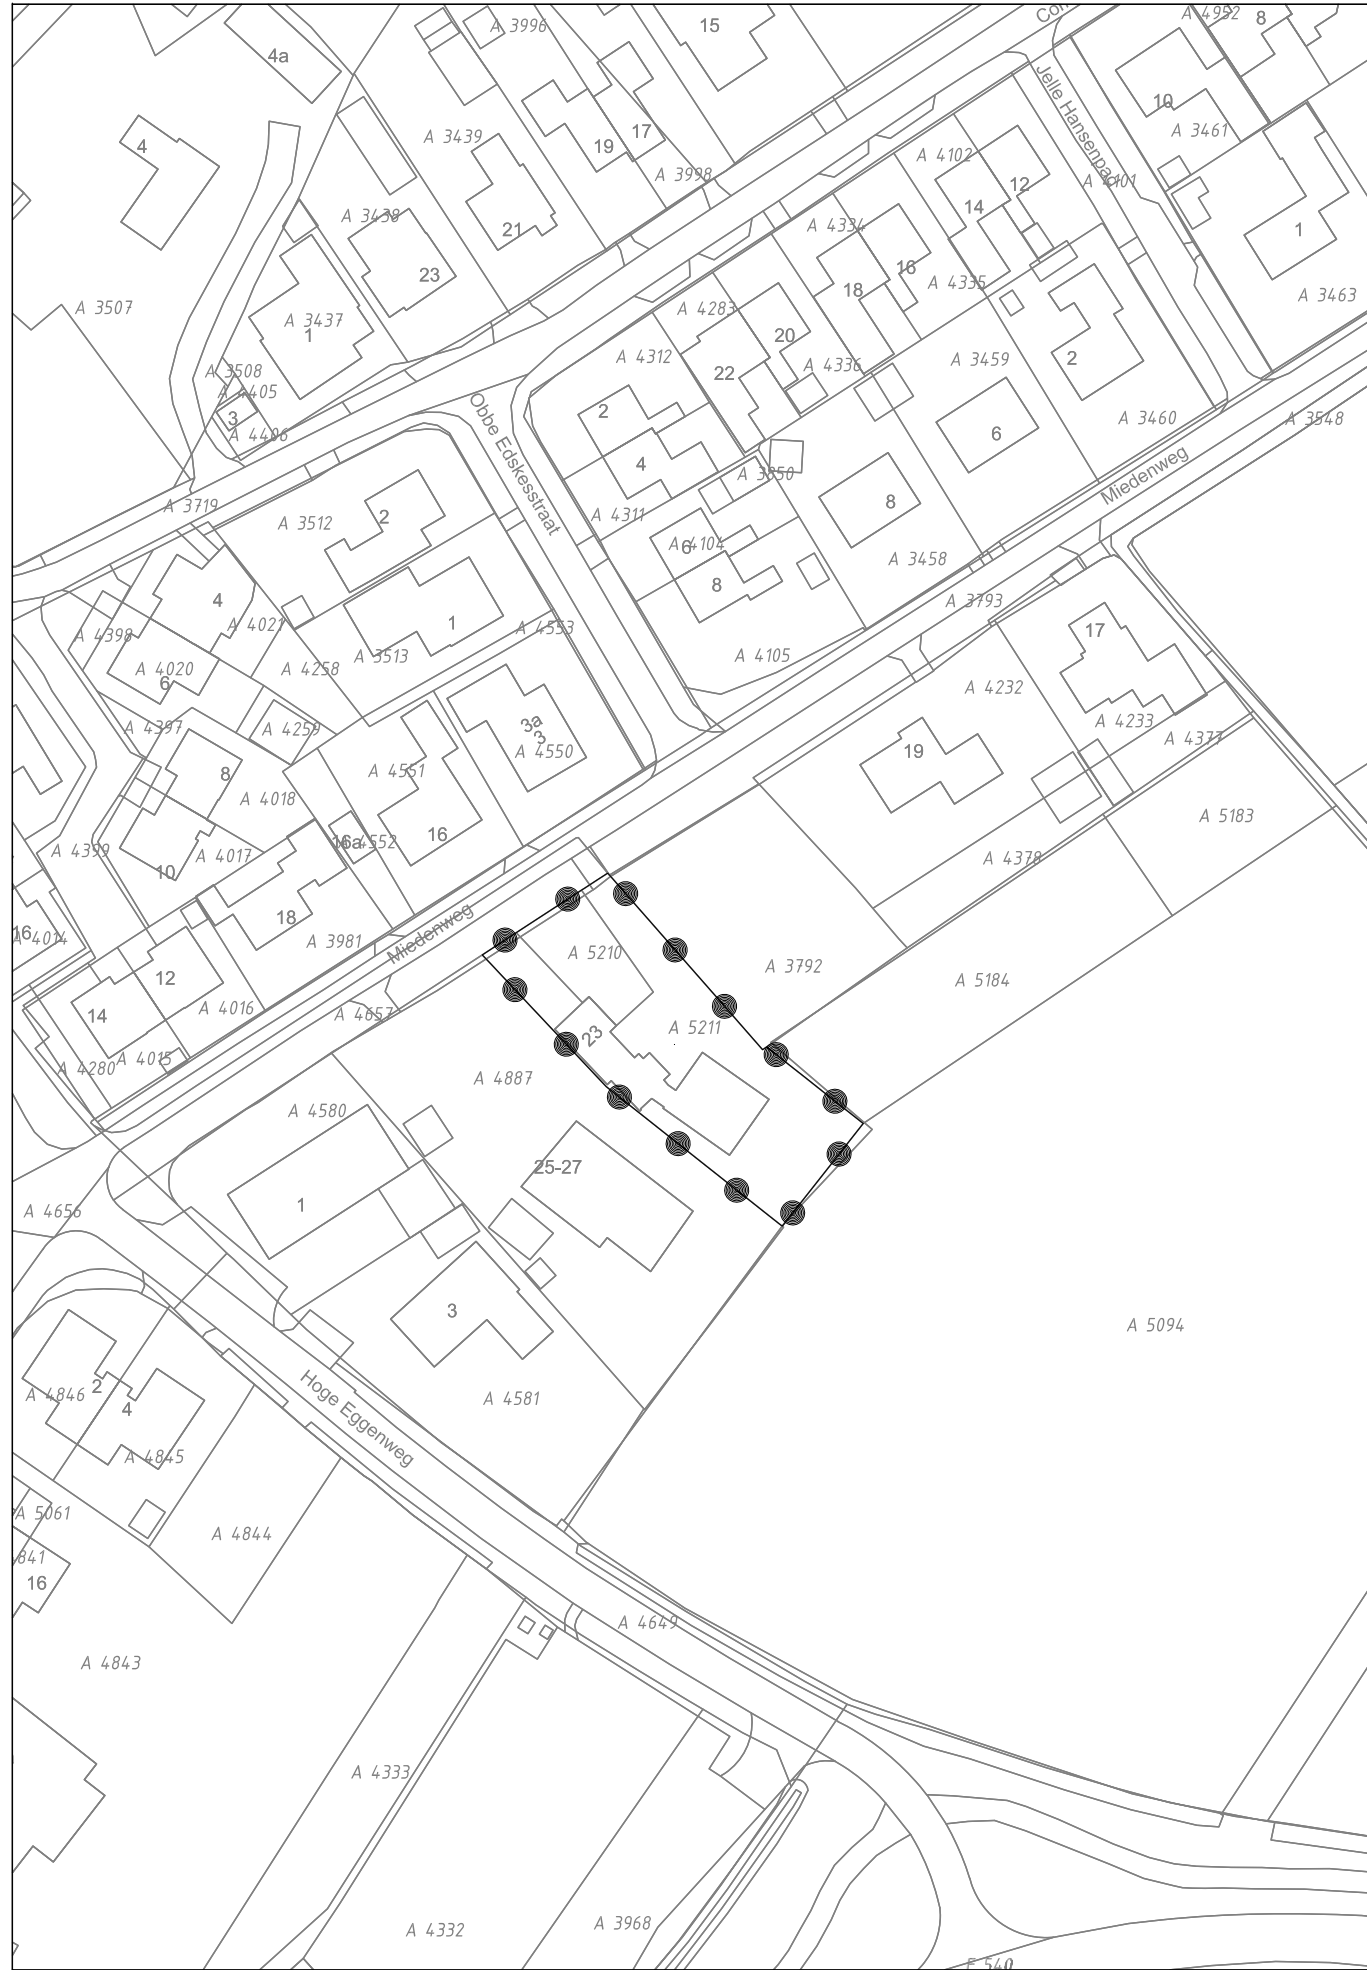 A 4952
8
A 3996
15
Con
4a
Jelle Hansenpad
10
A 3461
A 3439
17
19
4
A 3998
A 4102
12
A 4101
14
A 3438
21
A 4334
1
23
16
A 4335
18
A 3463
A 3507
A 3437
1
A 4283
20
22
A 4312
A 4336
A 3459
2
A 3508
A 4405
3
A 4406
Obbe Edskesstraat
2
4
6
A 3460
A 3548
A 3850
Miedenweg
8
A 3719
A 3512
2
A 4311
6
A 4104
8
A 3458
A 3793
4
A 4021
A 4398
1
A 4553
17
A 4020
6
A 4258
A 3513
A 4105
A 4232
A 4397
A 4259
3a
3
A 4550
A 4233
A 4377
19
8
A 4551
A 4018
16
16a
A 4552
A 5183
A 4399
A 4017
A 4378
10
18
16
A 4014
A 3981
Miedenweg
A 5210
A 3792
12
A 5184
14
A 4016
A 4657
A 5211
23
A 4280
A 4015
A 4887
A 4580
25-27
1
A 4656
3
A 5094
2
A 4846
4
A 4581
Hoge Eggenweg
A 4845
A 5061
A 4844
841
16
A 4649
A 4843
A 4333
A 4332
A 3968
F 540